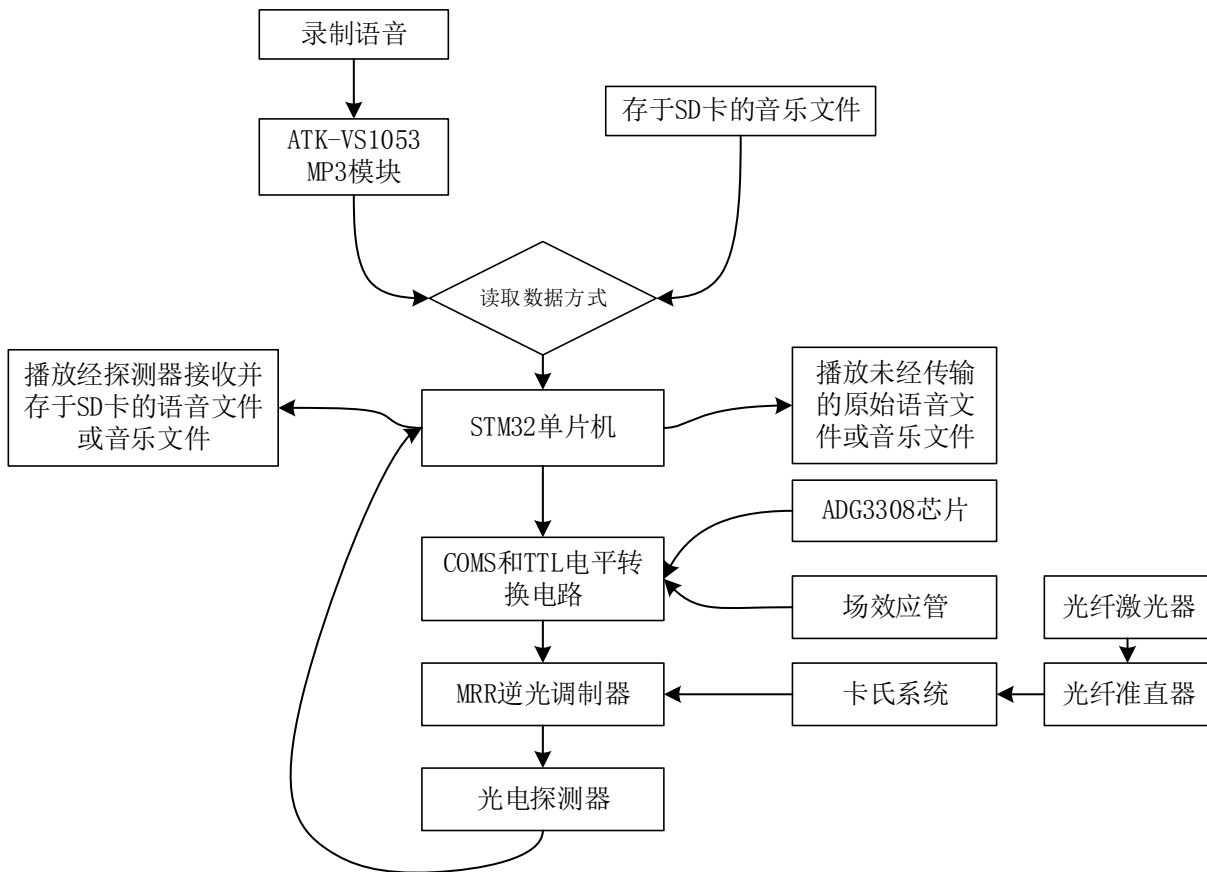 录制语音
存于SD卡的音乐文件
ATK-VS1053
MP3模块
读取数据方式
播放经探测器接收并
存于SD卡的语音文件
或音乐文件
STM32单片机
播放未经传输
的原始语音文
件或音乐文件
ADG3308芯片
COMS和TTL电平转
换电路
场效应管
光纤激光器
MRR逆光调制器
卡氏系统
光纤准直器
光电探测器